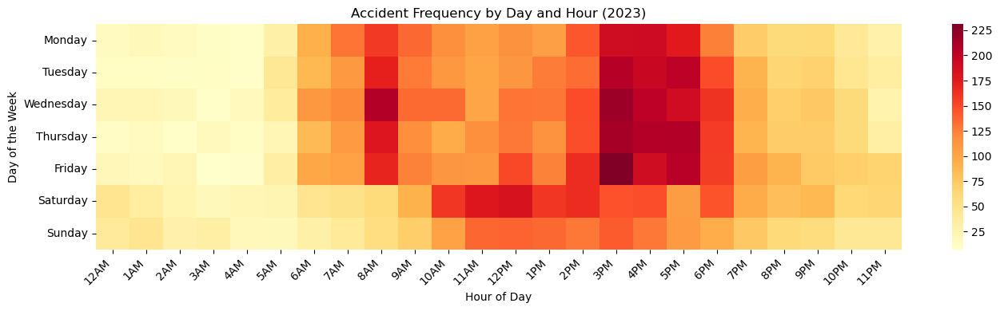 Accident Frequency by Day and Hour (2023)
Day of the Week
Monday
Tuesday
Wednesday
Thursday
Friday
Saturday
Sunday
12AM 1AM 2AM 3AM 4AM 5AM 6AM 7AM 8AM 9AM 10AM 11AM 12PM 1PM 2PM 3PM 4PM 5PM 6PM 7PM 8PM 9PM 10PM 11PM
Hour of Day
225
200
175
150
125
100
75
50
25